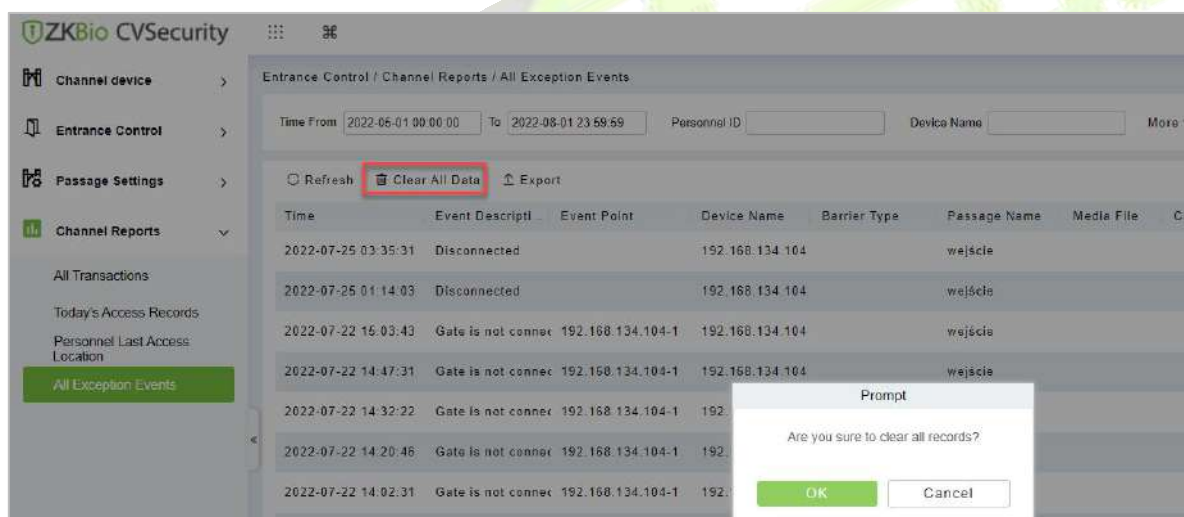 ZKBio CVSecurity
Channel device
Entrance Control
Passage Settings
Channel Reports
All Transactions
Today's Access Records
Personnel Last Access
Location
All Exception Events
Entrance Control / Channel Reports / All Exception Events
Time From 2022-05-01 00:00:00 To 2022-08-01 23:59:59 Personnel ID Device Name More
Refresh Clear All Data Export
Time Event Descripti... Event Point Device Name Barrier Type Passage Name Media File C
2022-07-25 03:35:31 Disconnected 192.168.134.104 wejście
2022-07-25 01:14:03 Disconnected 192.168.134.104 wejście
2022-07-22 15:03:43 Gate is not connec 192.168.134.104-1 192.168.134.104 wejście
2022-07-22 14:47:31 Gate is not connec 192.168.134.104-1 192.168.134.104 wejście
2022-07-22 14:32:22 Gate is not connec 192.168.134.104-1 192.
2022-07-22 14:20:46 Gate is not connec 192.168.134.104-1 192.
2022-07-22 14:02:31 Gate is not connec 192.168.134.104-1 192.
Prompt
Are you sure to clear all records?
OK Cancel